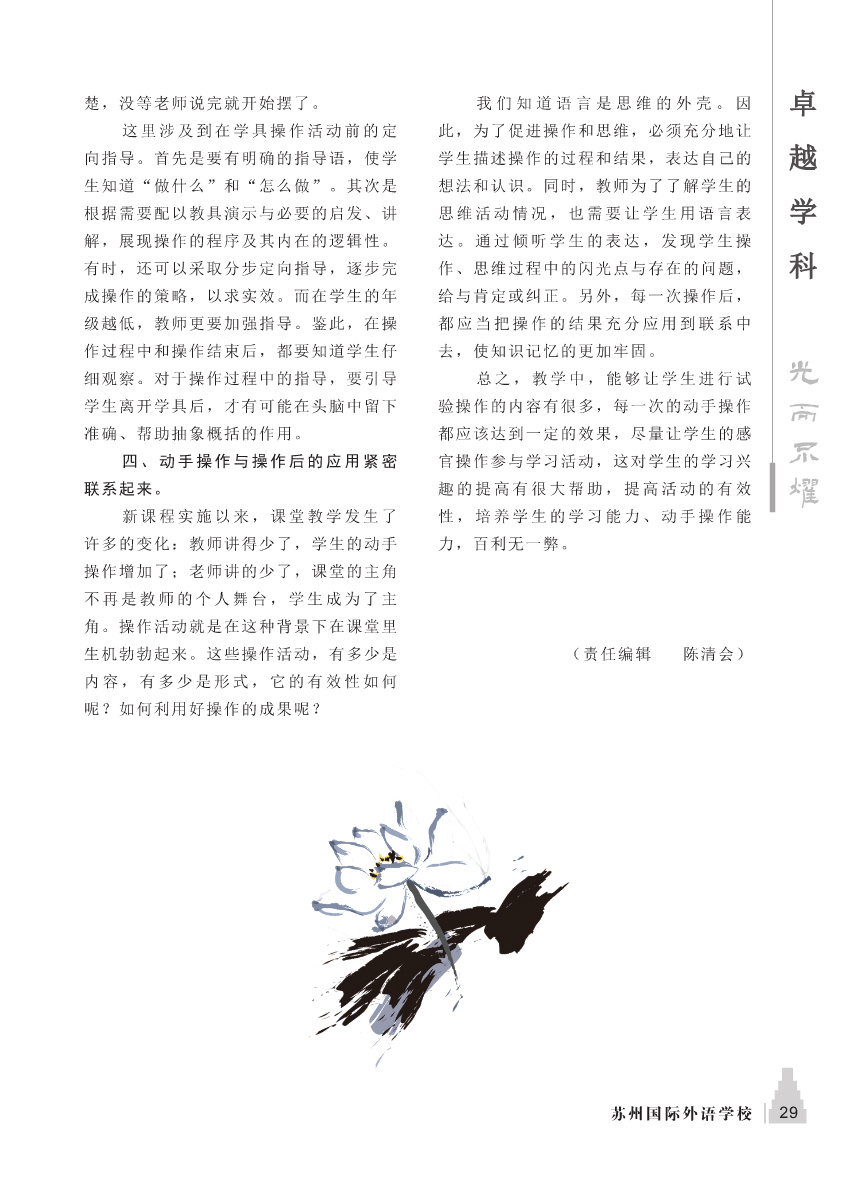 楚，没等老师说完就开始摆了。
这里涉及到在学具操作活动前的定
向指导。首先是要有明确的指导语，使学
生知道“做什么”和“怎么做”。其次是
根据需要配以教具演示与必要的启发、讲
解，展现操作的程序及其内在的逻辑性。
有时，还可以采取分步定向指导，逐步完
成操作的策略，以求实效。而在学生的年
级越低，教师更要加强指导。鉴此，在操
作过程中和操作结束后，都要知道学生仔
细观察。对于操作过程中的指导，要引导
学生离开学具后，才有可能在头脑中留下
准确、帮助抽象概括的作用。
四、动手操作与操作后的应用紧密
联系起来。
新课程实施以来，课堂教学发生了
许多的变化：教师讲得少了，学生的动手
操作增加了；老师讲的少了，课堂的主角
不再是教师的个人舞台，学生成为了主
角。操作活动就是在这种背景下在课堂里
生机勃勃起来。这些操作活动，有多少是
内容，有多少是形式，它的有效性如何
呢？如何利用好操作的成果呢？
我们知道语言是思维的外壳。因
此，为了促进操作和思维，必须充分地让
学生描述操作的过程和结果，表达自己的
想法和认识。同时，教师为了了解学生的
思维活动情况，也需要让学生用语言表
达。通过倾听学生的表达，发现学生操
作、思维过程中的闪光点与存在的问题，
给与肯定或纠正。另外，每一次操作后，
都应当把操作的结果充分应用到联系中
去，使知识记忆的更加牢固。
总之，教学中，能够让学生进行试
验操作的内容有很多，每一次的动手操作
都应该达到一定的效果，尽量让学生的感
官操作参与学习活动，这对学生的学习兴
趣的提高有很大帮助，提高活动的有效
性，培养学生的学习能力、动手操作能
力，百利无一弊。
（责任编辑　　陈清会）
卓越学科
光而不耀
苏州国际外语学校
29